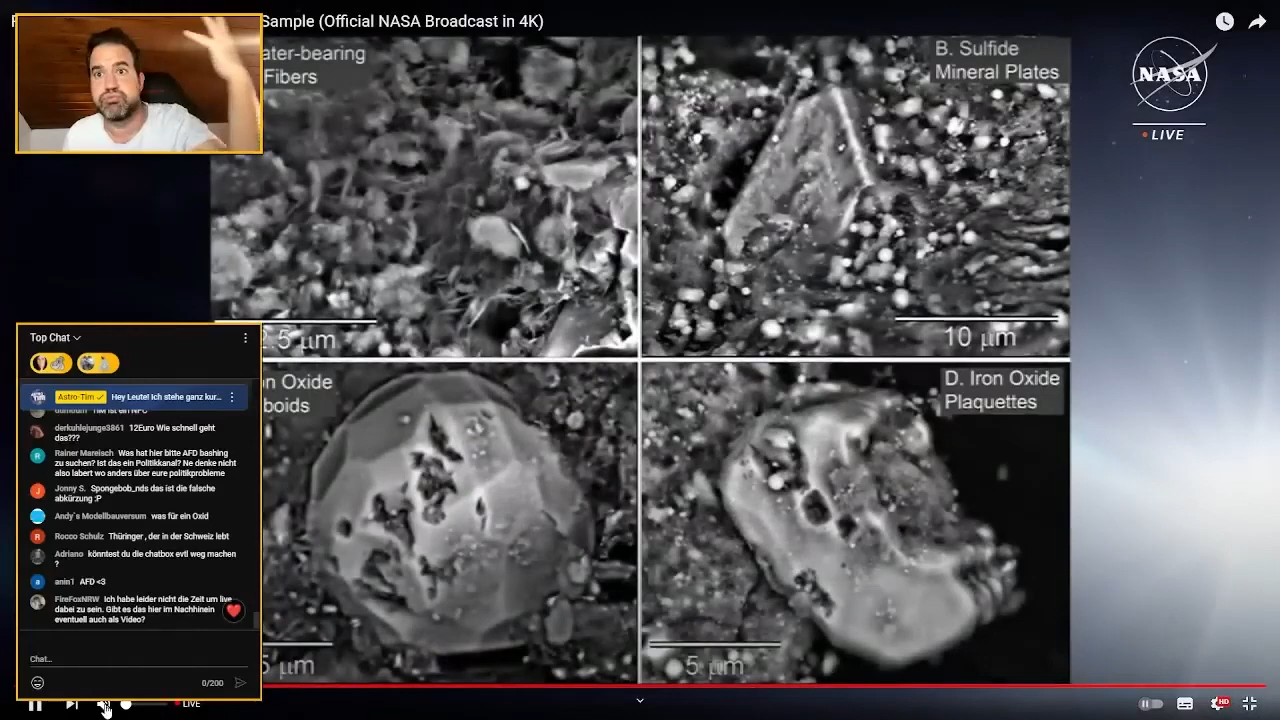 Sample (Official NASA Broadcast in 4K)
ater-bearing
Fibers
B. Sulfide
Mineral Plates
NASA
LIVE
2.5 µm
10 µm
on Oxide
boids
D. Iron Oxide
Plaquettes
5 µm
5 µm
Top Chat
Astro-Tim Hey Leute! Ich stehe ganz kur...
derkuhlejunge3861 12Euro Wie schnell geht
das???
Rainer Mareisch Was hat hier bitte AFD bashing
zu suchen? ist das ein Politikkanal? Ne denke nicht
also labert wo anders über eure politikprobleme
Jonny S. Spongebob_nds das ist die falsche
abkürzung :P
Andy`s Modellbauversum was für ein Oxid
Rocco Schulz Thüringer , der in der Schweiz lebt
Adriano könntest du die chatbox evtl weg machen
?
anin1 AFD <3
FireFoxNRW Ich habe leider nicht die Zeit um live
dabei zu sein. Gibt es das hier im Nachhinein
eventuell auch als Video?
Chat...
0/200
LIVE
HD